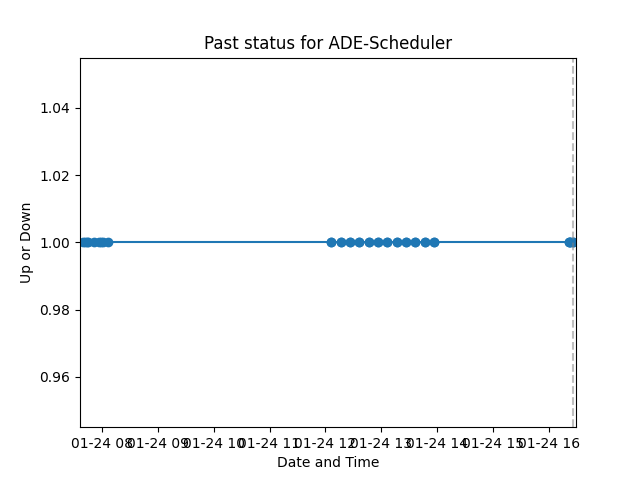 Past status for ADE-Scheduler
Up or Down
1.04
1.02
1.00
0.98
0.96
01-24 08 01-24 09 01-24 10 01-24 11 01-24 12 01-24 13 01-24 14 01-24 15 01-24 16
Date and Time